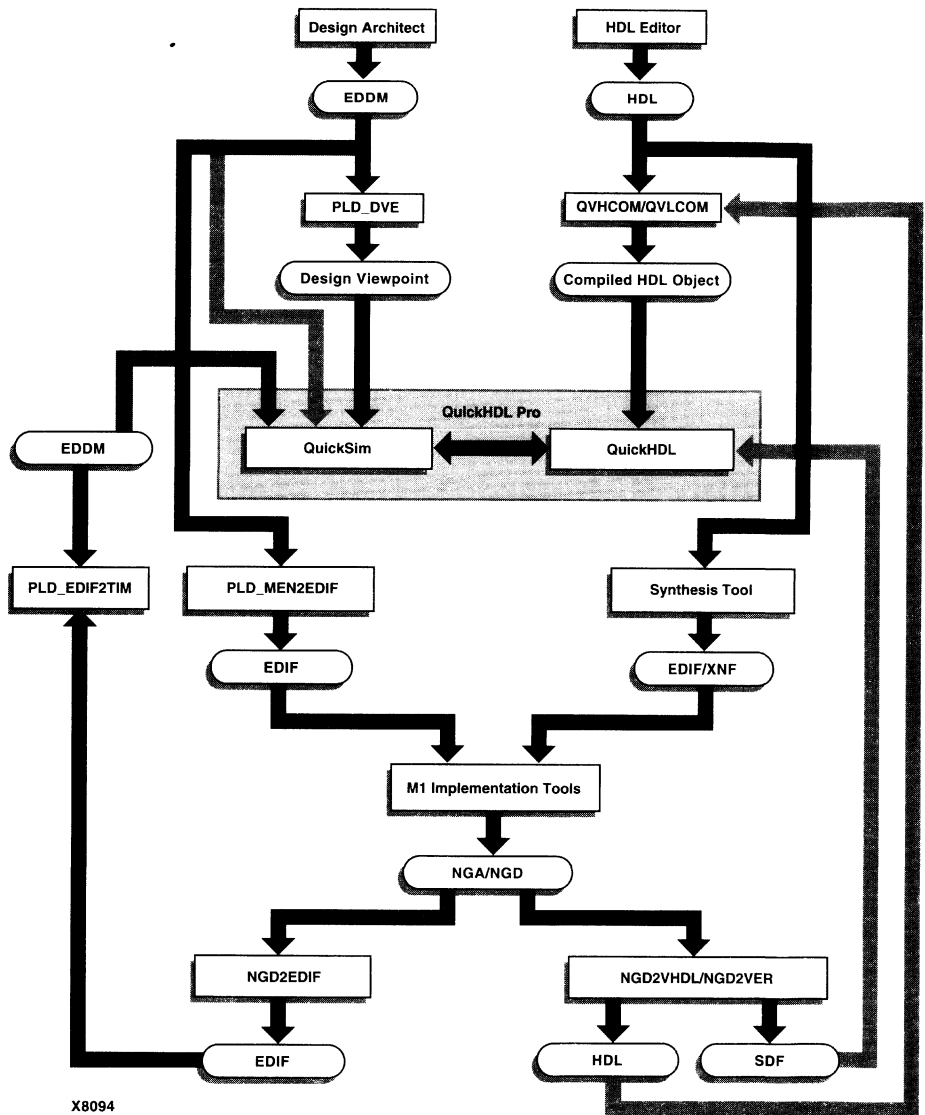 Design Architect
HDL Editor
EDDM
HDL
PLD_DVE
QVHCOM/QVLCOM
Design Viewpoint
Compiled HDL Object
QuickHDL Pro
QuickSim
QuickHDL
EDDM
PLD_EDIF2TIM
PLD_MEN2EDIF
Synthesis Tool
EDIF
EDIF/XNF
M1 Implementation Tools
NGA/NGD
NGD2EDIF
NGD2VHDL/NGD2VER
EDIF
HDL
SDF
X8094